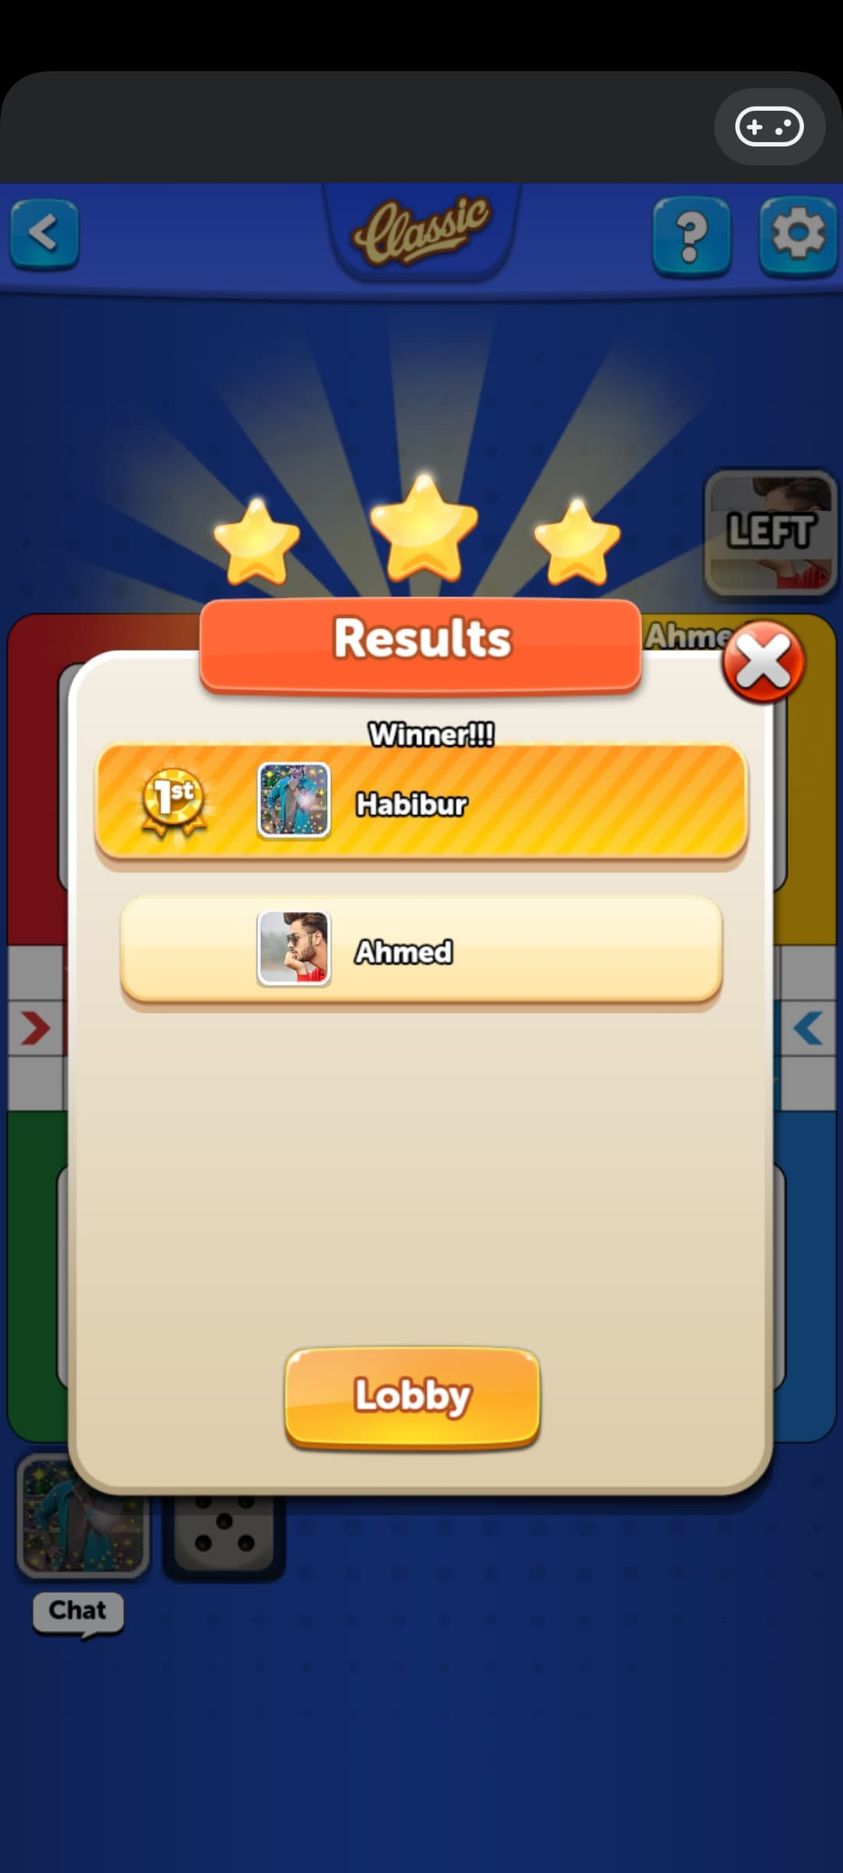 Classic
?
LEFT
Results
Ahme
Winner!!!
1st
Habibur
Ahmed
Lobby
Chat